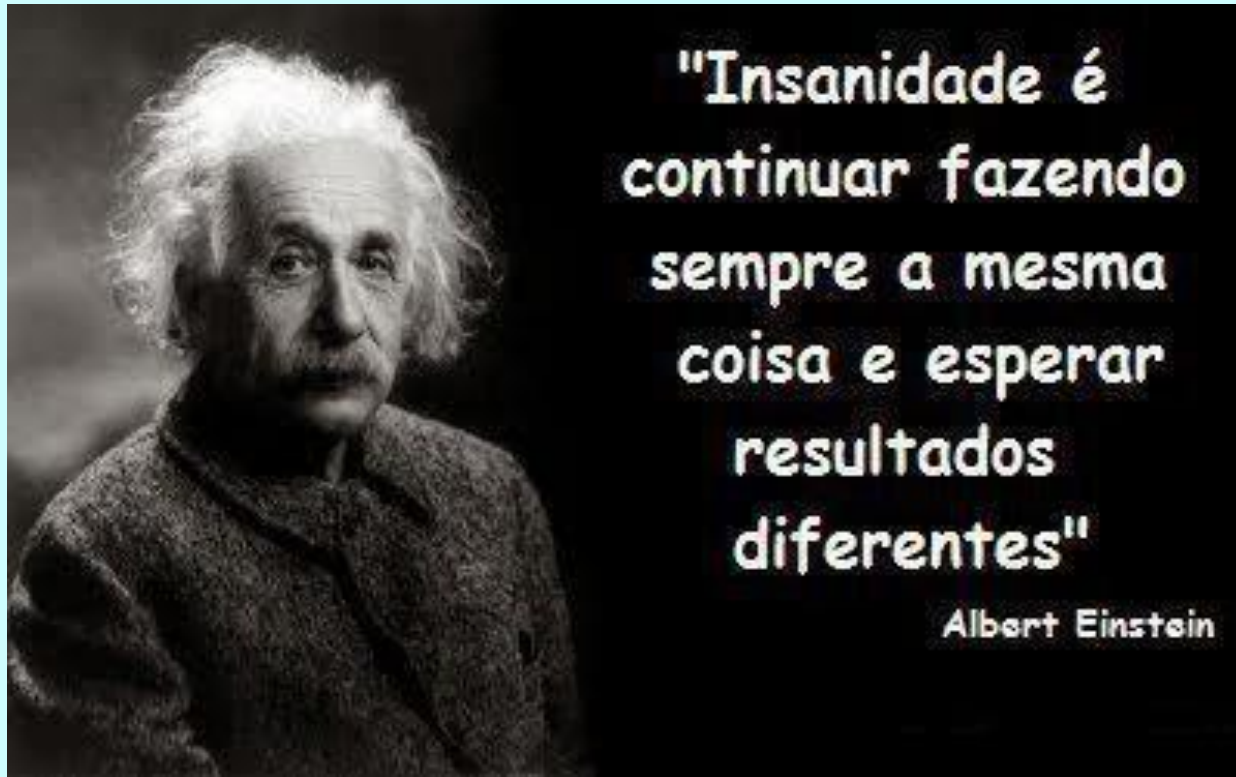 "Insanidade é
continuar fazendo
sempre a mesma
coisa e esperar
resultados
diferentes"
Albert Einstein